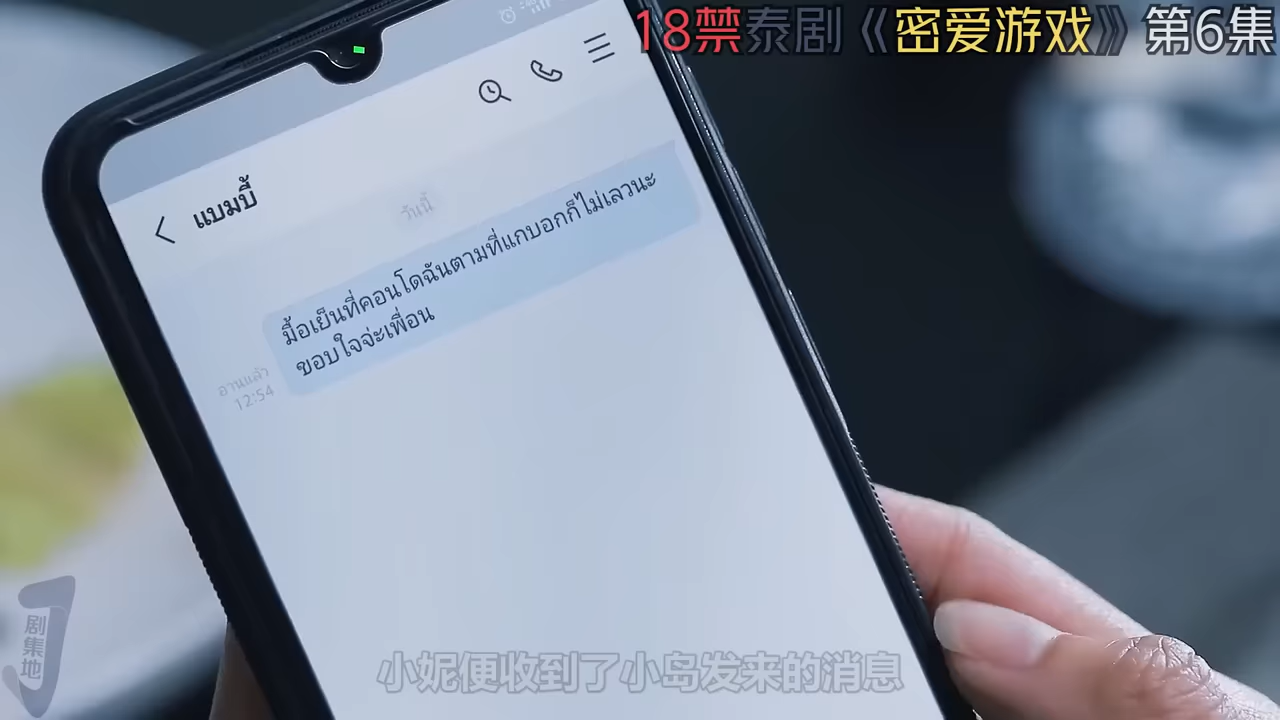 18禁泰剧《密爱游戏》第6集
แบมบี้
วันนี้
มื้อเย็นที่คอนโดฉันตามที่แกบอกก็ไม่เลวนะ
ขอบใจจ่ะเพื่อน
อ่านแล้ว
12:54
剧集地
小妮便收到了小岛发来的消息